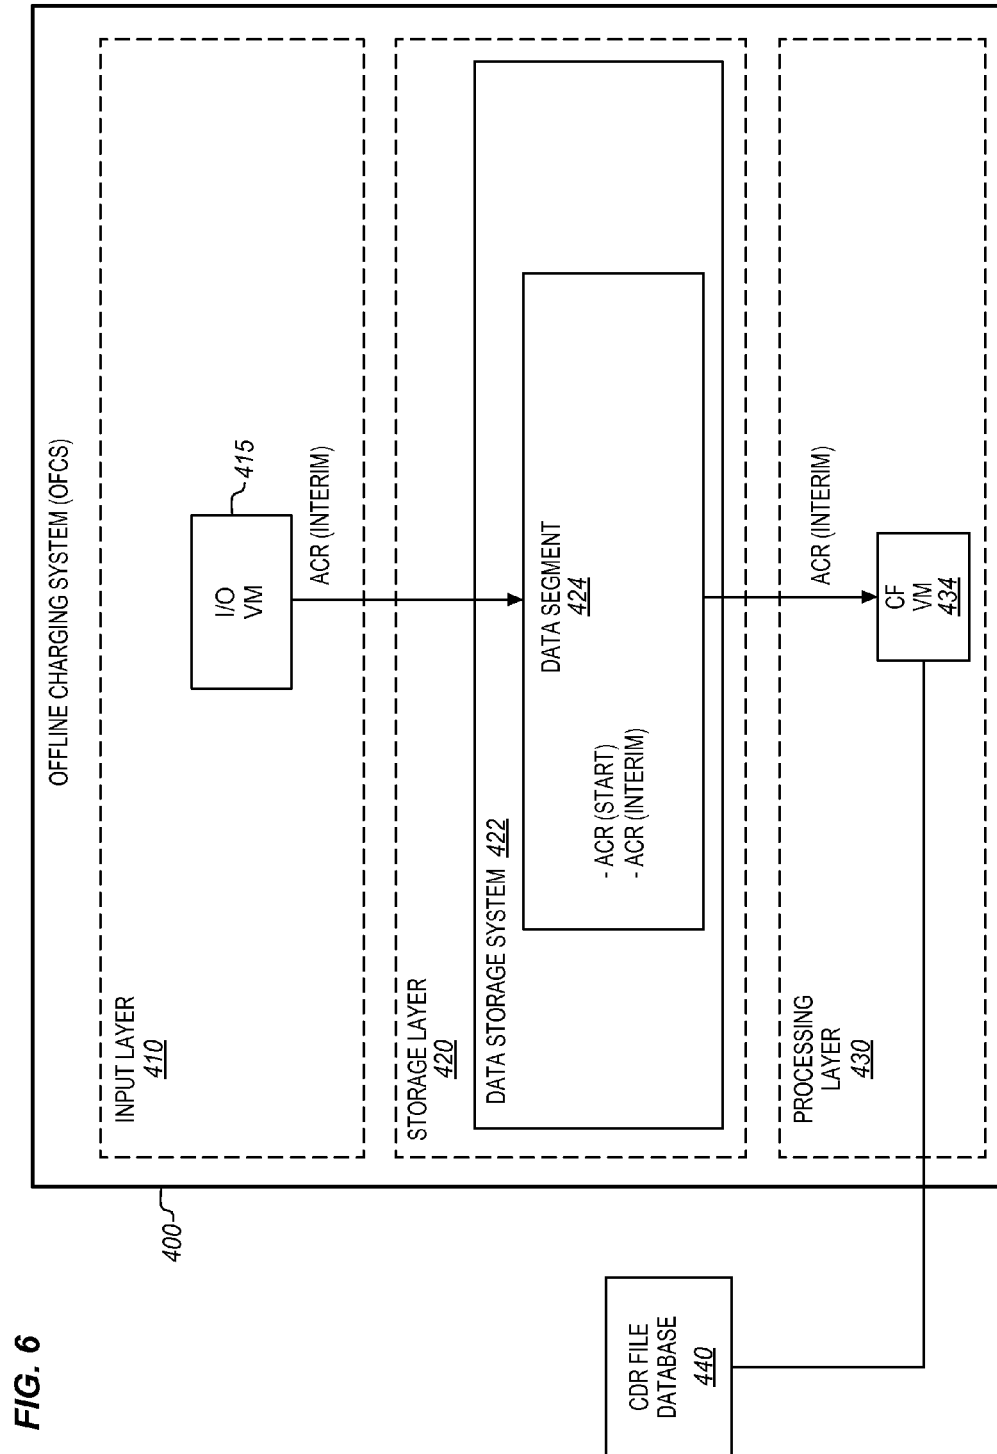 OFFLINE CHARGING SYSTEM (OFCS)
INPUT LAYER
410
I/O
VM
415
ACR (INTERIM)
STORAGE LAYER
420
DATA STORAGE SYSTEM 422
DATA SEGMENT
424
- ACR (START)
- ACR (INTERIM)
ACR (INTERIM)
PROCESSING
LAYER
430
CF
VM
434
400
CDR FILE
DATABASE
440
FIG. 6